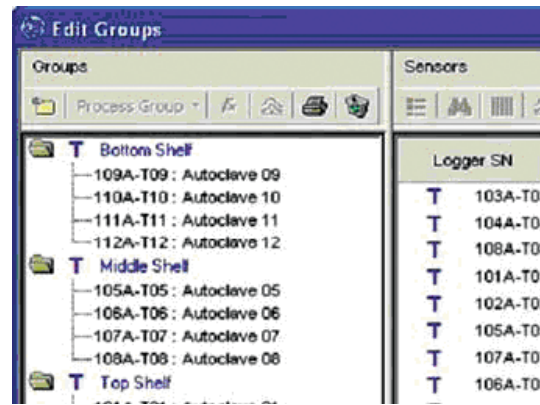 Edit Groups
Groups
Process Group
Bottom Shelf
109A-T09 : Autoclave 09
110A-T10 : Autoclave 10
111A-T11 : Autoclave 11
112A-T12 : Autoclave 12
Middle Shelf
105A-T05 : Autoclave 05
106A-T06 : Autoclave 06
107A-T07 : Autoclave 07
108A-T08 : Autoclave 08
Top Shelf
Sensors
Logger SN
T 103A-T0
T 104A-T0
T 108A-T0
T 101A-T0
T 102A-T0
T 105A-T0
T 107A-T0
T 106A-T0